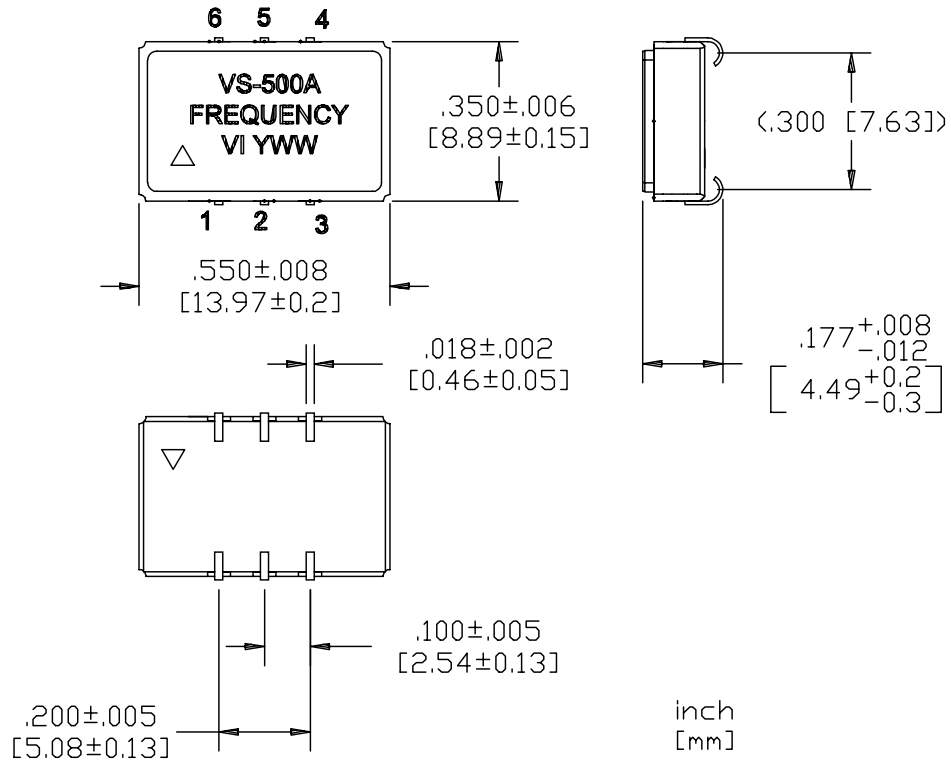 6 5 4
VS-500A
FREQUENCY
VI YWW
1 2 3
.350±.006
[8.89±0.15]
(.300 [7.63])
.550±.008
[13.97±0.2]
.177+.008
-.012
[4.49+0.2
-0.3]
.018±.002
[0.46±0.05]
.100±.005
[2.54±0.13]
.200±.005
[5.08±0.13]
inch
[mm]